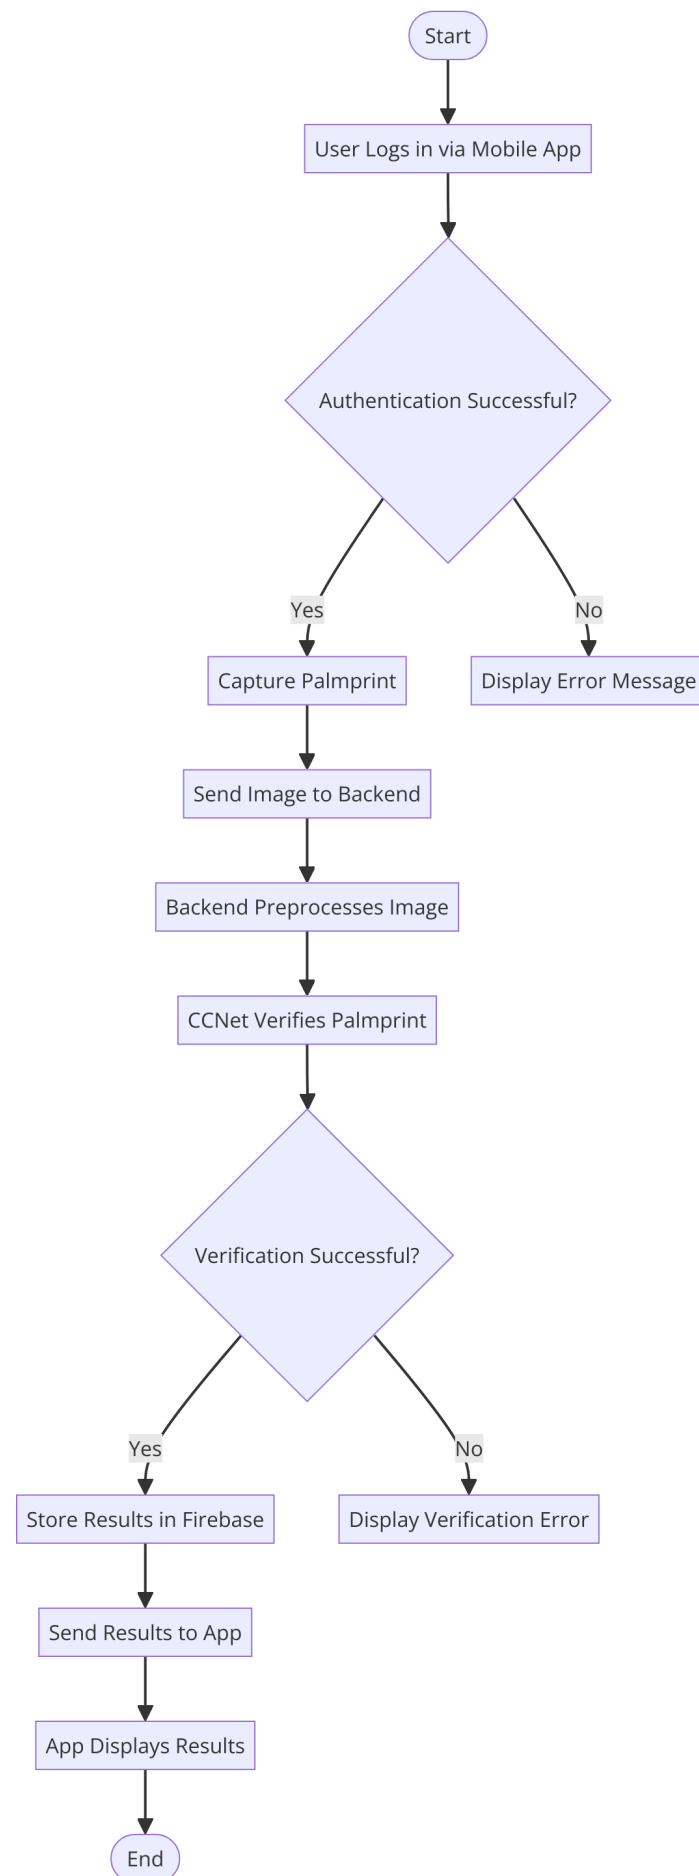 Start
User Logs in via Mobile App
Authentication Successful?
Yes
No
Capture Palmprint
Display Error Message
Send Image to Backend
Backend Preprocesses Image
CCNet Verifies Palmprint
Verification Successful?
Yes
No
Store Results in Firebase
Display Verification Error
Send Results to App
App Displays Results
End